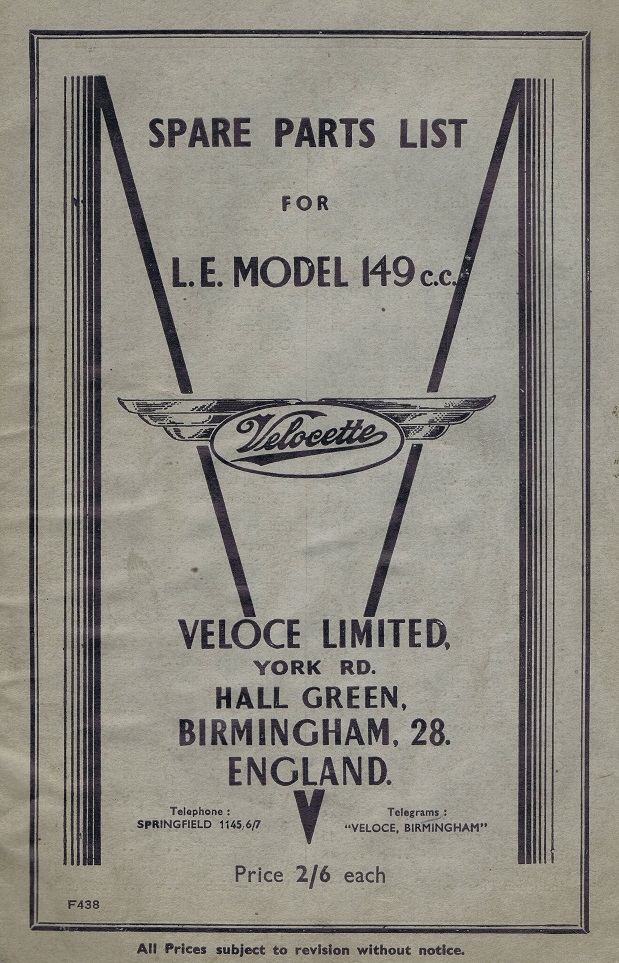 SPARE PARTS LIST
FOR
L.E. MODEL 149 c.c.
Velocette
VELOCE LIMITED,
YORK RD.
HALL GREEN,
BIRMINGHAM, 28.
ENGLAND.
Telephone :
SPRINGFIELD 1145,6/7
Telegrams :
"VELOCE, BIRMINGHAM"
Price 2/6 each
F438
All Prices subject to revision without notice.